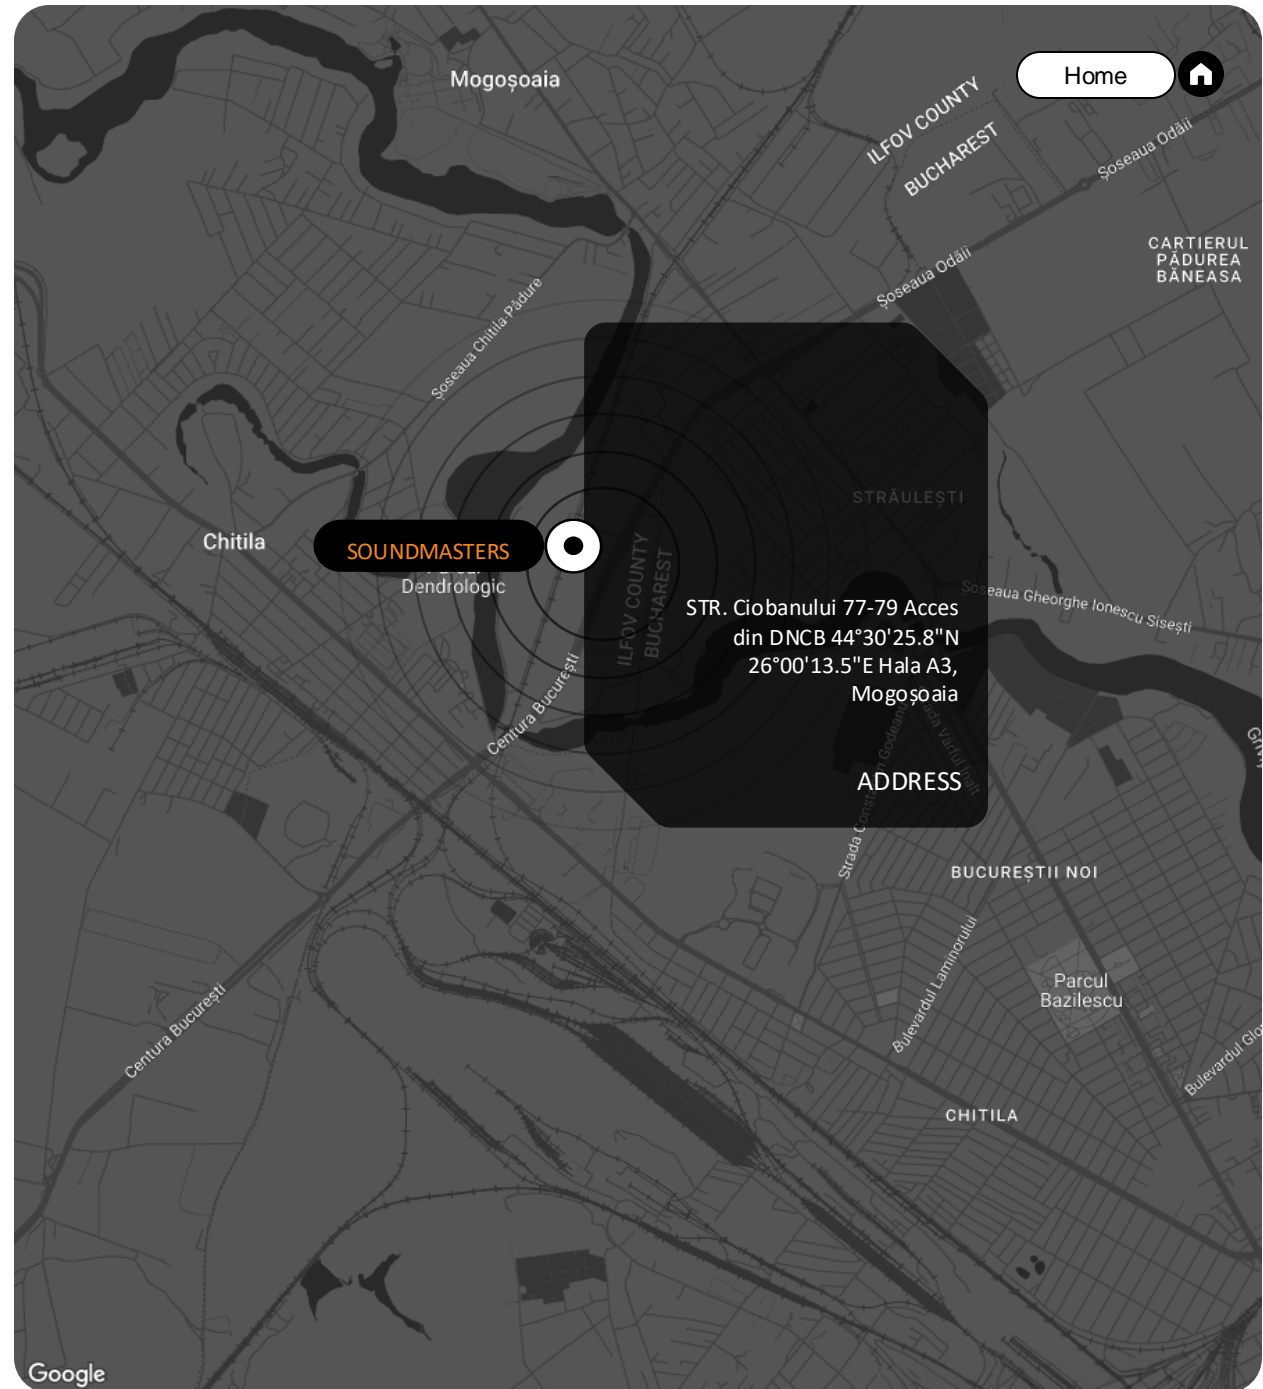 Mogoșoaia
Home
ILFOV COUNTY
BUCHAREST
Șoseaua Odăii
CARTIERUL
PĂDUREA
BĂNEASA
Șoseaua Odăii
Șoseaua Chitila-Pădure
STRĂULEȘTI
Chitila
SOUNDMASTERS
Dendrologic
ILFOV COUNTY
BUCHAREST
Șoseaua Gheorghe Ionescu Sisești
STR. Ciobanului 77-79 Acces
din DNCB 44°30'25.8"N
26°00'13.5"E Hala A3,
Mogoșoaia
Centura București
ADDRESS
BUCUREȘTII NOI
Bulevardul Laminorului
Parcul
Bazilescu
Centura București
Bulevardul
CHITILA
Google